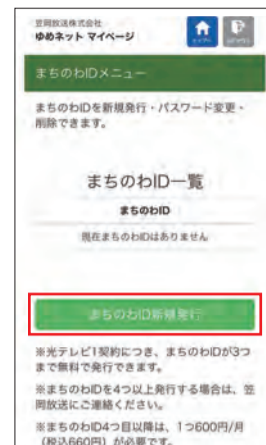 笠岡放送株式会社
ゆめネット マイページ
まちのわIDメニュー
まちのわIDを新規発行・パスワード変更・
削除できます。
まちのわID一覧
まちのわID
現在まちのわIDはありません
まちのわID新規発行
※光テレビ1契約につき、まちのわIDが3つ
まで無料で発行できます。
※まちのわIDを4つ以上発行する場合は、笠
岡放送にご連絡ください。
※まちのわID4つ目以降は、1つ600円/月
(税込660円)が必要です。